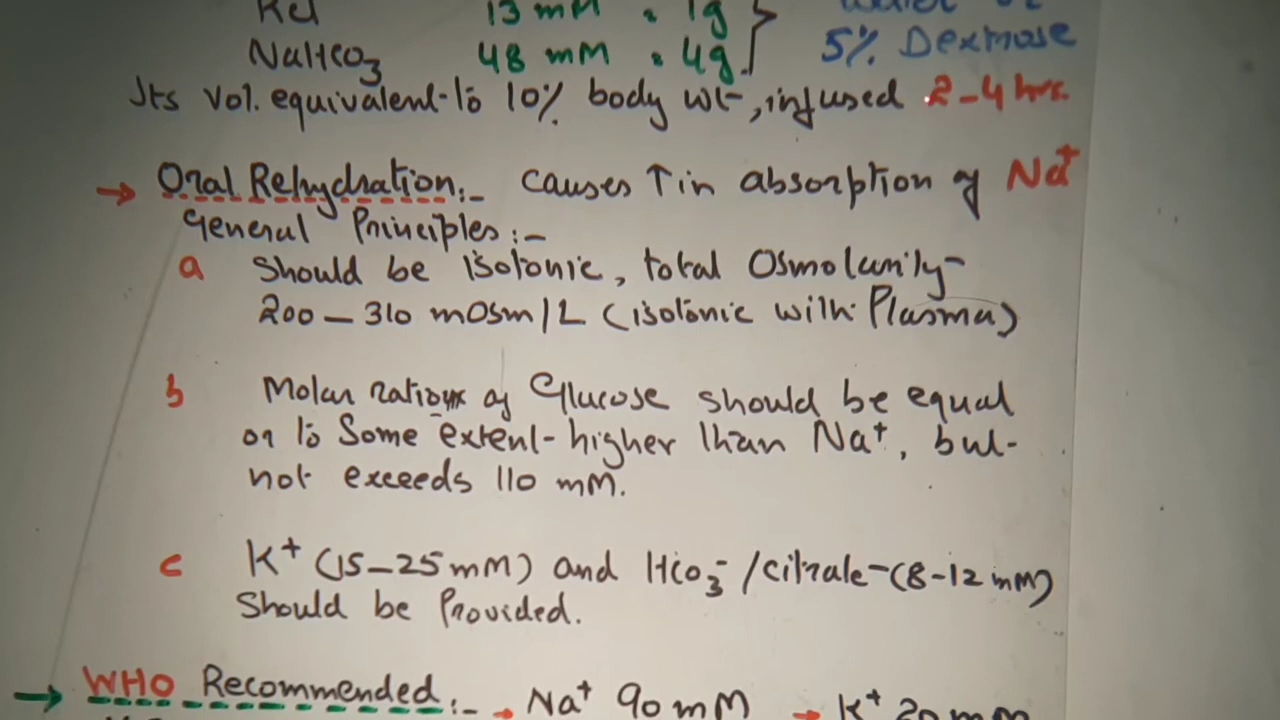 Kcl 13 mM = 1g
NaHco3 48 mM = 4g. 5% Dextrose
Its Vol. equivalent to 10% body wt, infused 2-4 hrs.
→ Oral Rehydration:- causes ↑ in absorption of Na+
General Principles:-
a Should be isotonic, total Osmolarity
200-310 mOsm/L (isotonic with Plasma)
b Molar ratio of Glucose should be equal
or to Some extent higher than Na+, but
not exceeds 110 mM.
c K+ (15-25 mM) and Hco3-/citrate-(8-12 mM)
Should be Provided.
→ WHO Recommended:- → Na+ 90 mM → K+ 20 mM